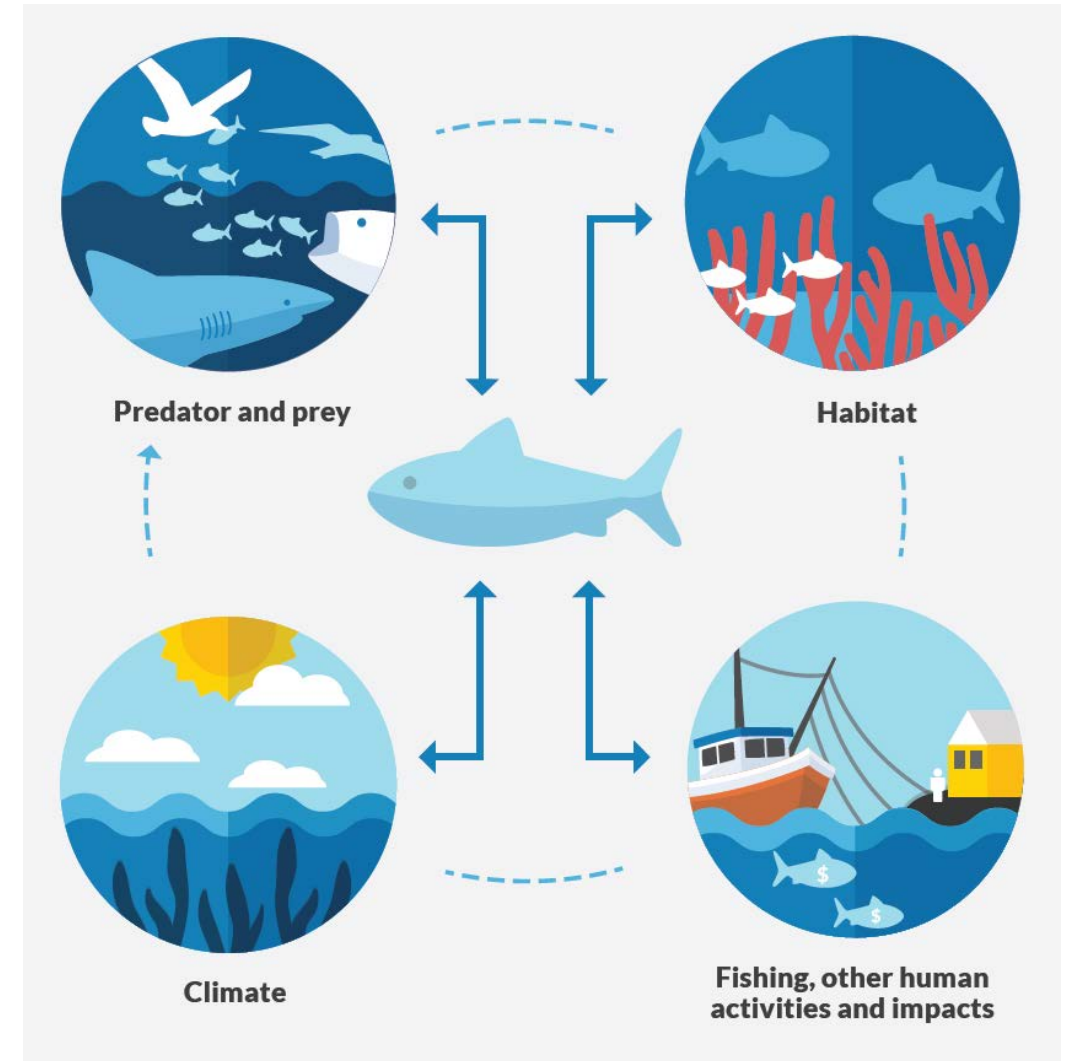 Predator and prey
Habitat
$
$
Climate
Fishing, other human
activities and impacts